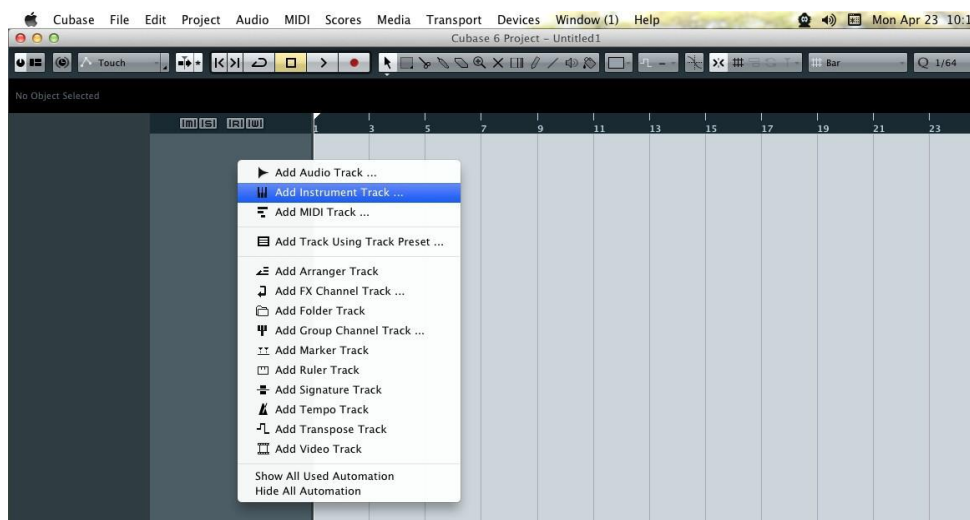 Cubase File Edit Project Audio MIDI Scores Media Transport Devices Window (1) Help Mon Apr 23 10:1
Cubase 6 Project – Untitled1
Touch Bar Q 1/64
No Object Selected
M S R W 1 3 5 7 9 11 13 15 17 19 21 23
Add Audio Track ...
Add Instrument Track ...
Add MIDI Track ...
Add Track Using Track Preset ...
Add Arranger Track
Add FX Channel Track ...
Add Folder Track
Add Group Channel Track ...
Add Marker Track
Add Ruler Track
Add Signature Track
Add Tempo Track
Add Transpose Track
Add Video Track
Show All Used Automation
Hide All Automation